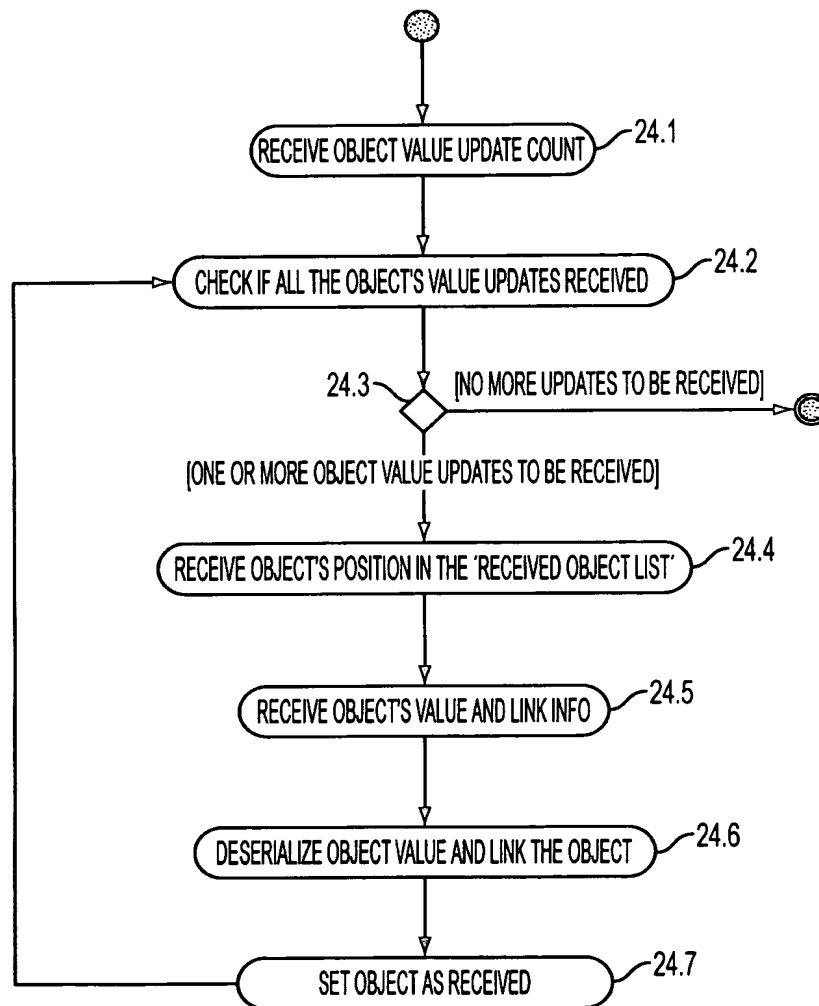 RECEIVE OBJECT VALUE UPDATE COUNT
24.1
CHECK IF ALL THE OBJECT'S VALUE UPDATES RECEIVED
24.2
24.3
[NO MORE UPDATES TO BE RECEIVED]
[ONE OR MORE OBJECT VALUE UPDATES TO BE RECEIVED]
RECEIVE OBJECT'S POSITION IN THE 'RECEIVED OBJECT LIST'
24.4
RECEIVE OBJECT'S VALUE AND LINK INFO
24.5
DESERIALIZE OBJECT VALUE AND LINK THE OBJECT
24.6
SET OBJECT AS RECEIVED
24.7